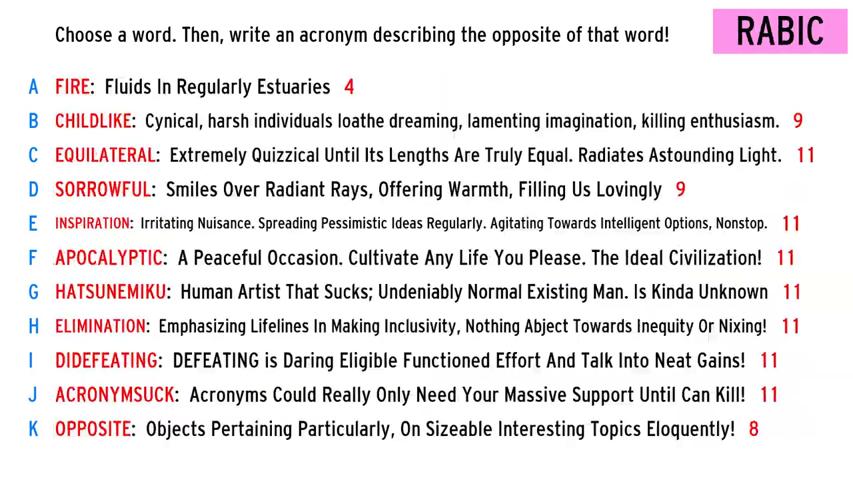 Choose a word. Then, write an acronym describing the opposite of that word!
RABIC
A FIRE: Fluids In Regularly Estuaries 4
B CHILDLIKE: Cynical, harsh individuals loathe dreaming, lamenting imagination, killing enthusiasm. 9
C EQUILATERAL: Extremely Quizzical Until Its Lengths Are Truly Equal. Radiates Astounding Light. 11
D SORROWFUL: Smiles Over Radiant Rays, Offering Warmth, Filling Us Lovingly 9
E INSPIRATION: Irritating Nuisance. Spreading Pessimistic Ideas Regularly. Agitating Towards Intelligent Options, Nonstop. 11
F APOCALYPTIC: A Peaceful Occasion. Cultivate Any Life You Please. The Ideal Civilization! 11
G HATSUNEMIKU: Human Artist That Sucks; Undeniably Normal Existing Man. Is Kinda Unknown 11
H ELIMINATION: Emphasizing Lifelines In Making Inclusivity, Nothing Abject Towards Inequity Or Nixing! 11
I DIDEFEATING: DEFEATING is Daring Eligible Functioned Effort And Talk Into Neat Gains! 11
J ACRONYMSUCK: Acronyms Could Really Only Need Your Massive Support Until Can Kill! 11
K OPPOSITE: Objects Pertaining Particularly, On Sizeable Interesting Topics Eloquently! 8